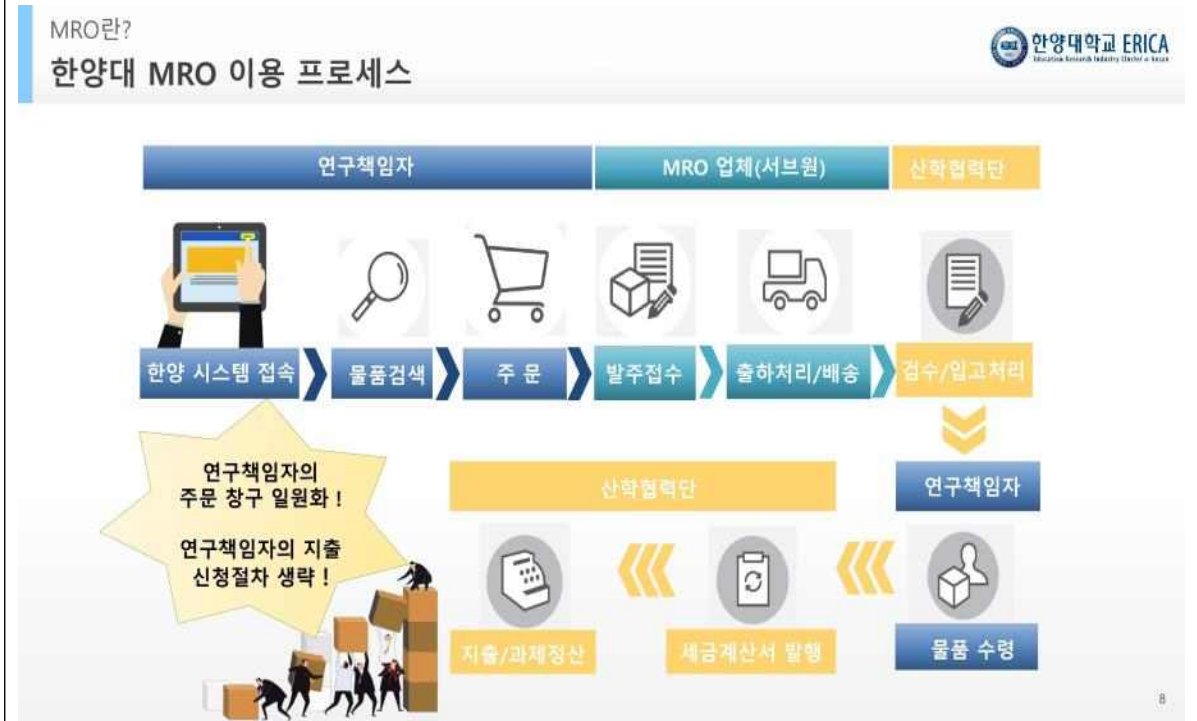 MRO란?
한양대 MRO 이용 프로세스
한양대학교 ERICA
Education Research Industry Cluster @ Ansan
연구책임자
MRO 업체(서브원)
산학협력단
한양 시스템 접속
물품검색
주 문
발주접수
출하처리/배송
검수/입고처리
연구책임자의
주문 창구 일원화 !
연구책임자의 지출
신청절차 생략 !
산학협력단
연구책임자
지출/과제정산
세금계산서 발행
물품 수령
8